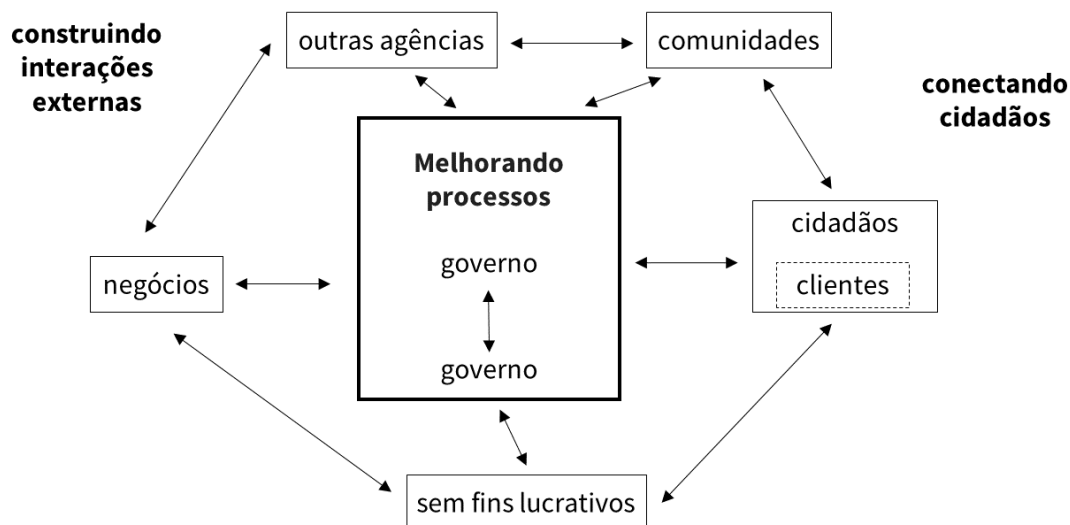 construindo
interações
externas
outras agências
comunidades
conectando
cidadãos
Melhorando
processos
governo
governo
negócios
cidadãos
clientes
sem fins lucrativos